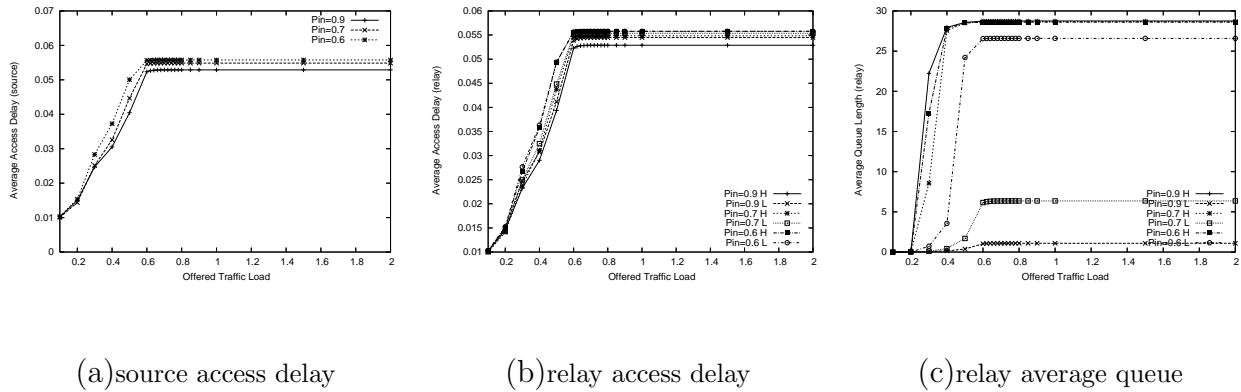 0.07
0.06
0.05
0.04
0.03
0.02
0.01
0
Average Access Delay (source)
Pin=0.9
Pin=0.7
Pin=0.6
0.2 0.4 0.6 0.8 1 1.2 1.4 1.6 1.8 2
Offered Traffic Load
(a)source access delay
0.06
0.055
0.05
0.045
0.04
0.035
0.03
0.025
0.02
0.015
0.01
Average Access Delay (relay)
Pin=0.9 H
Pin=0.9 L
Pin=0.7 H
Pin=0.7 L
Pin=0.6 H
Pin=0.6 L
0.2 0.4 0.6 0.8 1 1.2 1.4 1.6 1.8 2
Offered Traffic Load
(b)relay access delay
30
25
20
15
10
5
0
Average Queue Length (relay)
Pin=0.9 H
Pin=0.9 L
Pin=0.7 H
Pin=0.7 L
Pin=0.6 H
Pin=0.6 L
0.2 0.4 0.6 0.8 1 1.2 1.4 1.6 1.8 2
Offered Traffic Load
(c)relay average queue